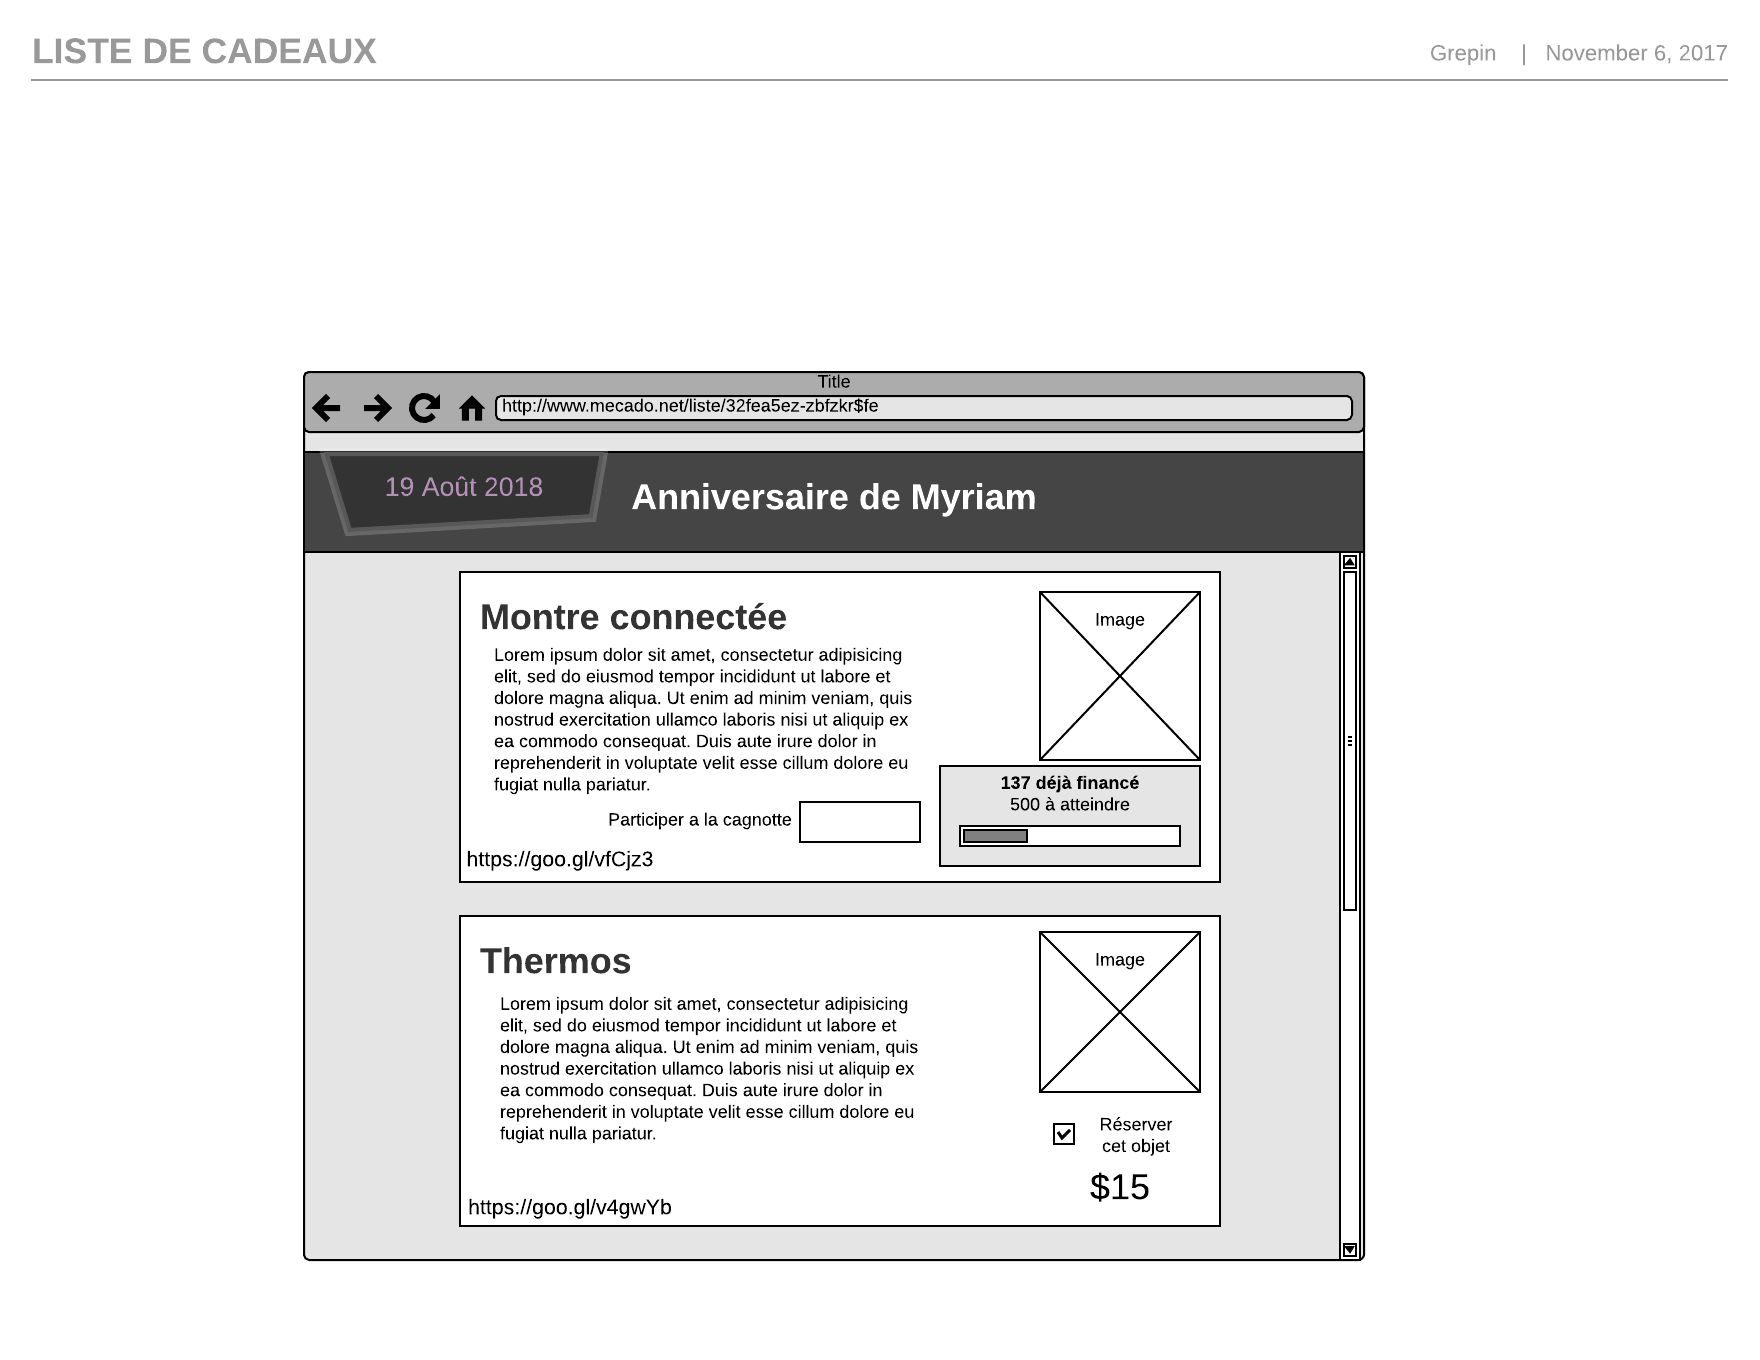 LISTE DE CADEAUX
Grepin | November 6, 2017
Title
http://www.mecado.net/liste/32fea5ez-zbfzkr$fe
19 Août 2018
Anniversaire de Myriam
Montre connectée
Lorem ipsum dolor sit amet, consectetur adipisicing
elit, sed do eiusmod tempor incididunt ut labore et
dolore magna aliqua. Ut enim ad minim veniam, quis
nostrud exercitation ullamco laboris nisi ut aliquip ex
ea commodo consequat. Duis aute irure dolor in
reprehenderit in voluptate velit esse cillum dolore eu
fugiat nulla pariatur.
Image
137 déjà financé
500 à atteindre
Participer a la cagnotte
https://goo.gl/vfCjz3
Thermos
Lorem ipsum dolor sit amet, consectetur adipisicing
elit, sed do eiusmod tempor incididunt ut labore et
dolore magna aliqua. Ut enim ad minim veniam, quis
nostrud exercitation ullamco laboris nisi ut aliquip ex
ea commodo consequat. Duis aute irure dolor in
reprehenderit in voluptate velit esse cillum dolore eu
fugiat nulla pariatur.
Image
Réserver
cet objet
$15
https://goo.gl/v4gwYb